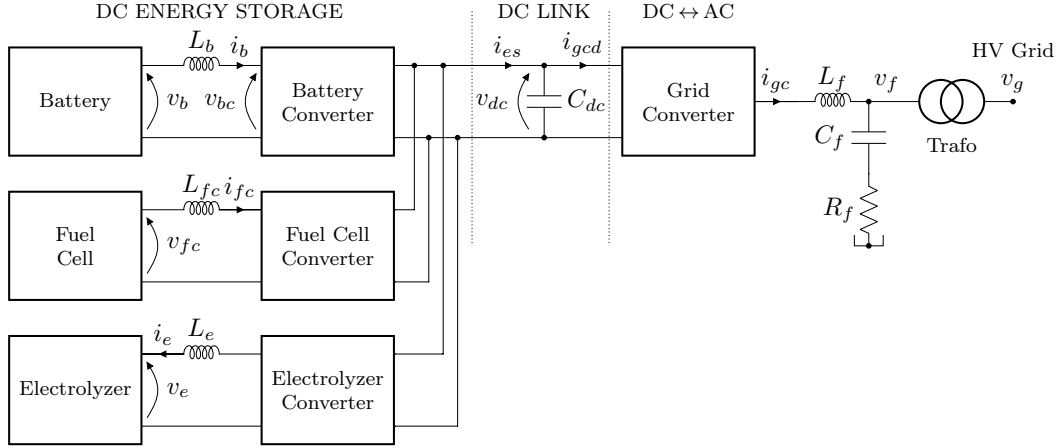 DC ENERGY STORAGE
DC LINK
DC ↔ AC
HV Grid
L_b
i_b
i_es
i_gcd
i_gc
L_f
v_f
v_g
Battery
v_b
v_bc
Battery
Converter
v_dc
C_dc
Grid
Converter
C_f
Trafo
R_f
L_fc
i_fc
Fuel
Cell
v_fc
Fuel Cell
Converter
i_e
L_e
Electrolyzer
v_e
Electrolyzer
Converter